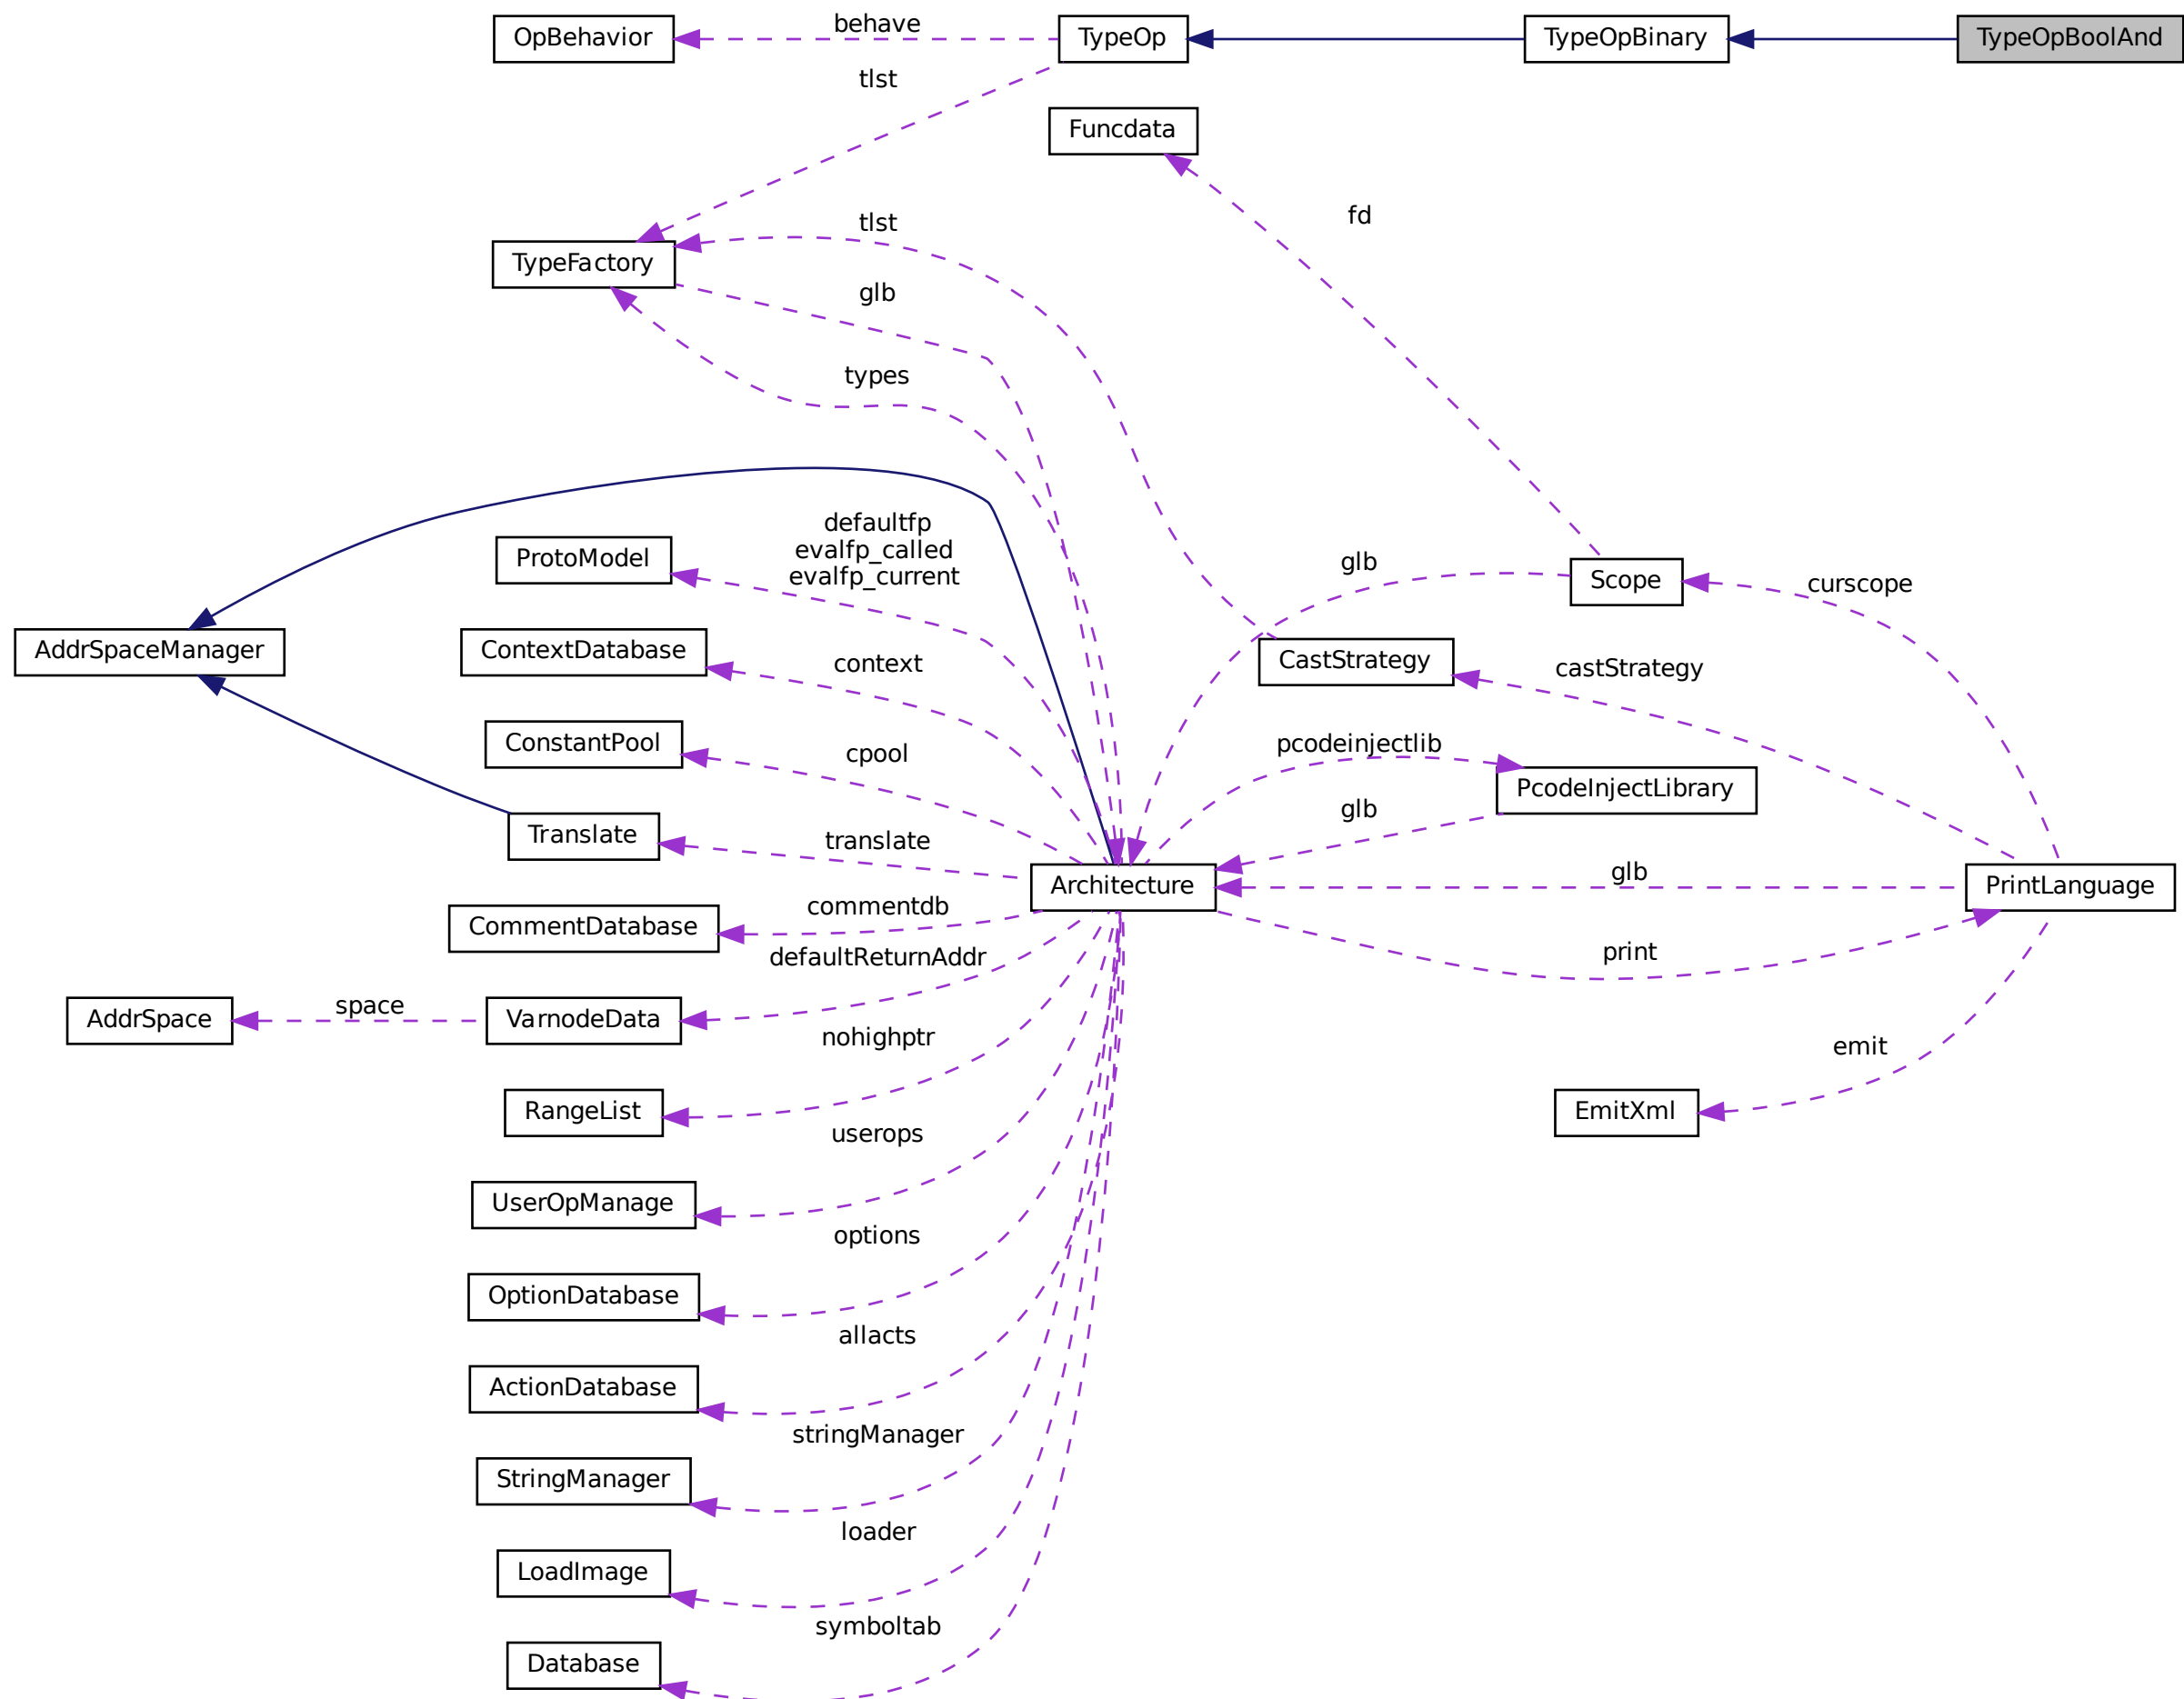 OpBehavior
behave
TypeOp
TypeOpBinary
TypeOpBoolAnd
tlst
Funcdata
fd
tlst
TypeFactory
glb
types
defaultfp
evalfp_called
evalfp_current
ProtoModel
glb
Scope
curscope
AddrSpaceManager
ContextDatabase
context
CastStrategy
castStrategy
ConstantPool
cpool
pcodeinjectlib
PcodeInjectLibrary
glb
Translate
translate
Architecture
glb
PrintLanguage
CommentDatabase
commentdb
defaultReturnAddr
print
AddrSpace
space
VarnodeData
nohighptr
emit
RangeList
EmitXml
userops
UserOpManage
options
OptionDatabase
allacts
ActionDatabase
stringManager
StringManager
loader
LoadImage
symboltab
Database